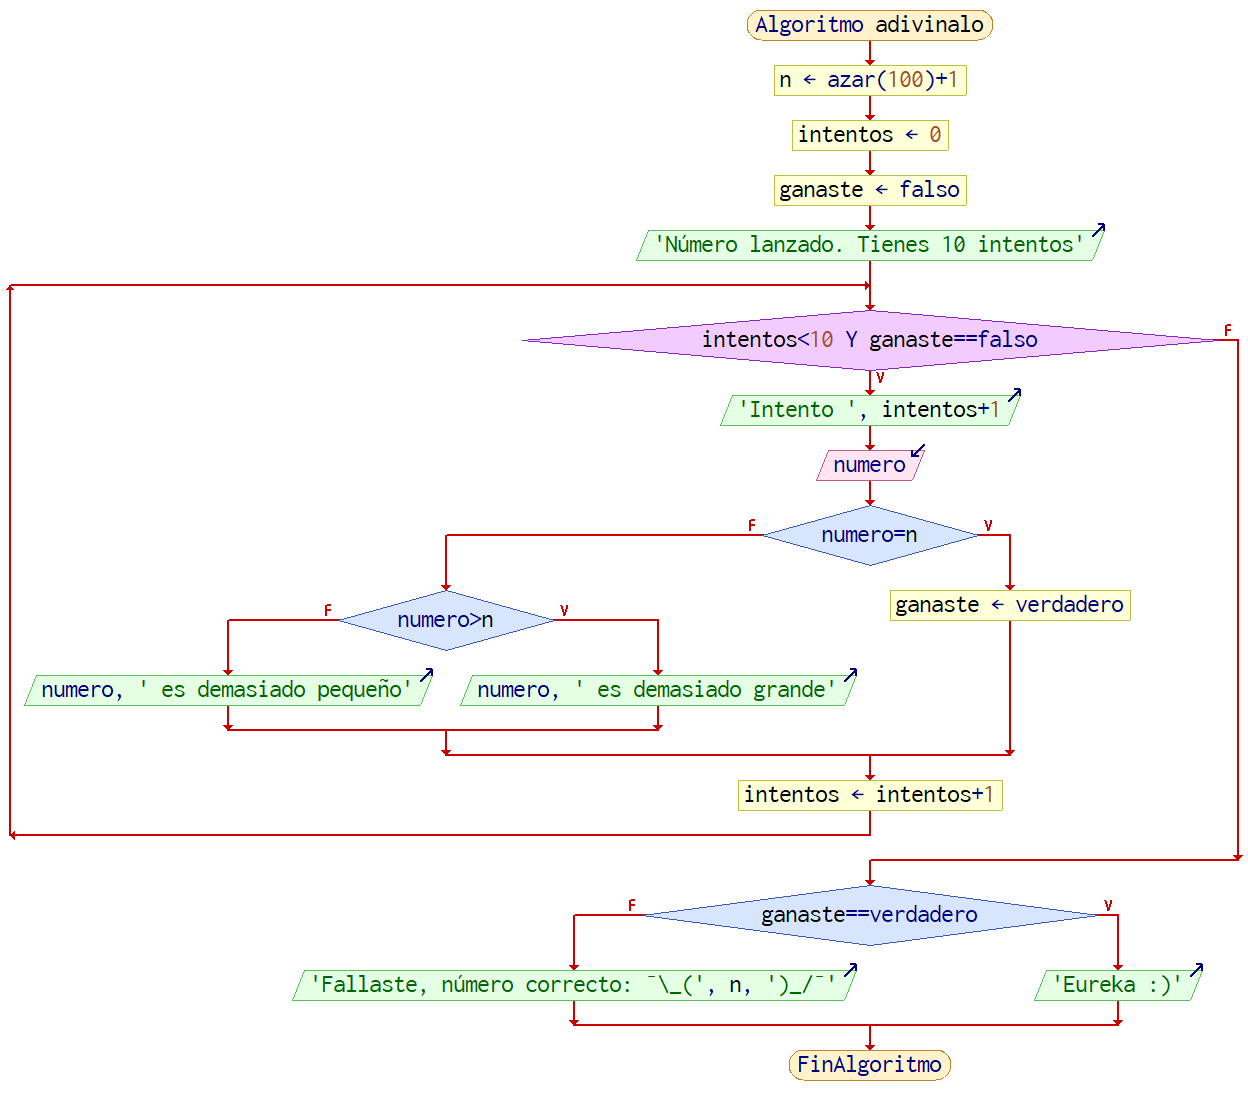 Algoritmo adivinalo
n ← azar(100)+1
intentos ← 0
ganaste ← falso
'Número lanzado. Tienes 10 intentos'
intentos<10 Y ganaste==falso
F
V
'Intento ', intentos+1
numero
numero=n
F
V
numero>n
F
V
ganaste ← verdadero
numero, ' es demasiado pequeño'
numero, ' es demasiado grande'
intentos ← intentos+1
ganaste==verdadero
F
V
'Fallaste, número correcto: ¯\_(', n, ')_/¯'
'Eureka :)'
FinAlgoritmo